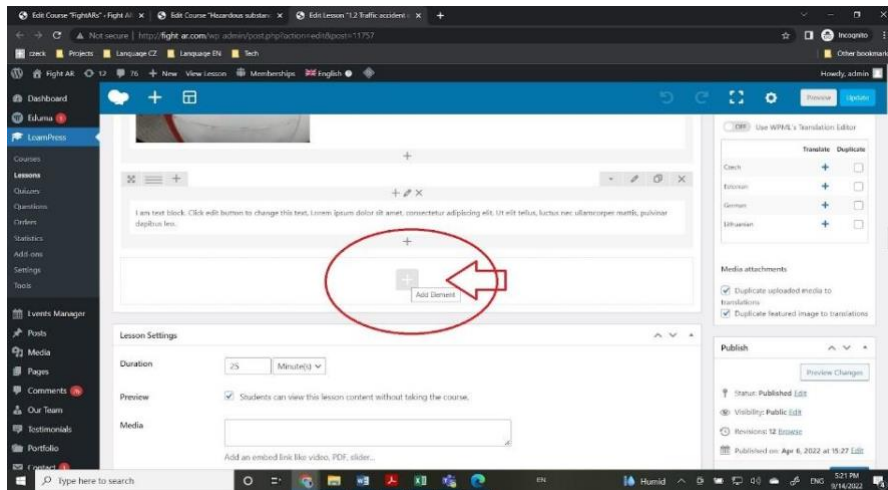 Edit Course "FightARs" - Fight AR
Edit Course "Hazardous substan
Edit Lesson "1.2 Traffic accident
Not secure | http://fight-ar.com/wp-admin/post.php?action=edit&post=11757
Incognito
czeck Projects Language CZ Language EN Tech
Other bookmark
Fight AR 12 76 New View Lesson Memberships English
Howdy, admin
Dashboard
Eduma
LearnPress
Courses
Lessons
Quizzes
Questions
Orders
Statistics
Add-ons
Settings
Tools
Events Manager
Posts
Media
Pages
Comments
Our Team
Testimonials
Portfolio
Contact
Preview Update
I am text block. Click edit button to change this text. Lorem ipsum dolor sit amet, consectetur adipiscing elit. Ut elit tellus, luctus nec ullamcorper mattis, pulvinar
dapibus leo.
Add Element
Lesson Settings
Duration
25 Minute(s)
Preview
Students can view this lesson content without taking the course.
Media
Add an embed link like video, PDF, slider...
OFF Use WPML's Translation Editor
Translate Duplicate
Czech
Estonian
German
Lithuanian
Media attachments
Duplicate uploaded media to
translations
Duplicate featured image to translations
Publish
Preview Changes
Status: Published Edit
Visibility: Public Edit
Revisions: 12 Browse
Published on: Apr 6, 2022 at 15:27 Edit
Type here to search
EN
Humid
ENG
5:21 PM
9/14/2022